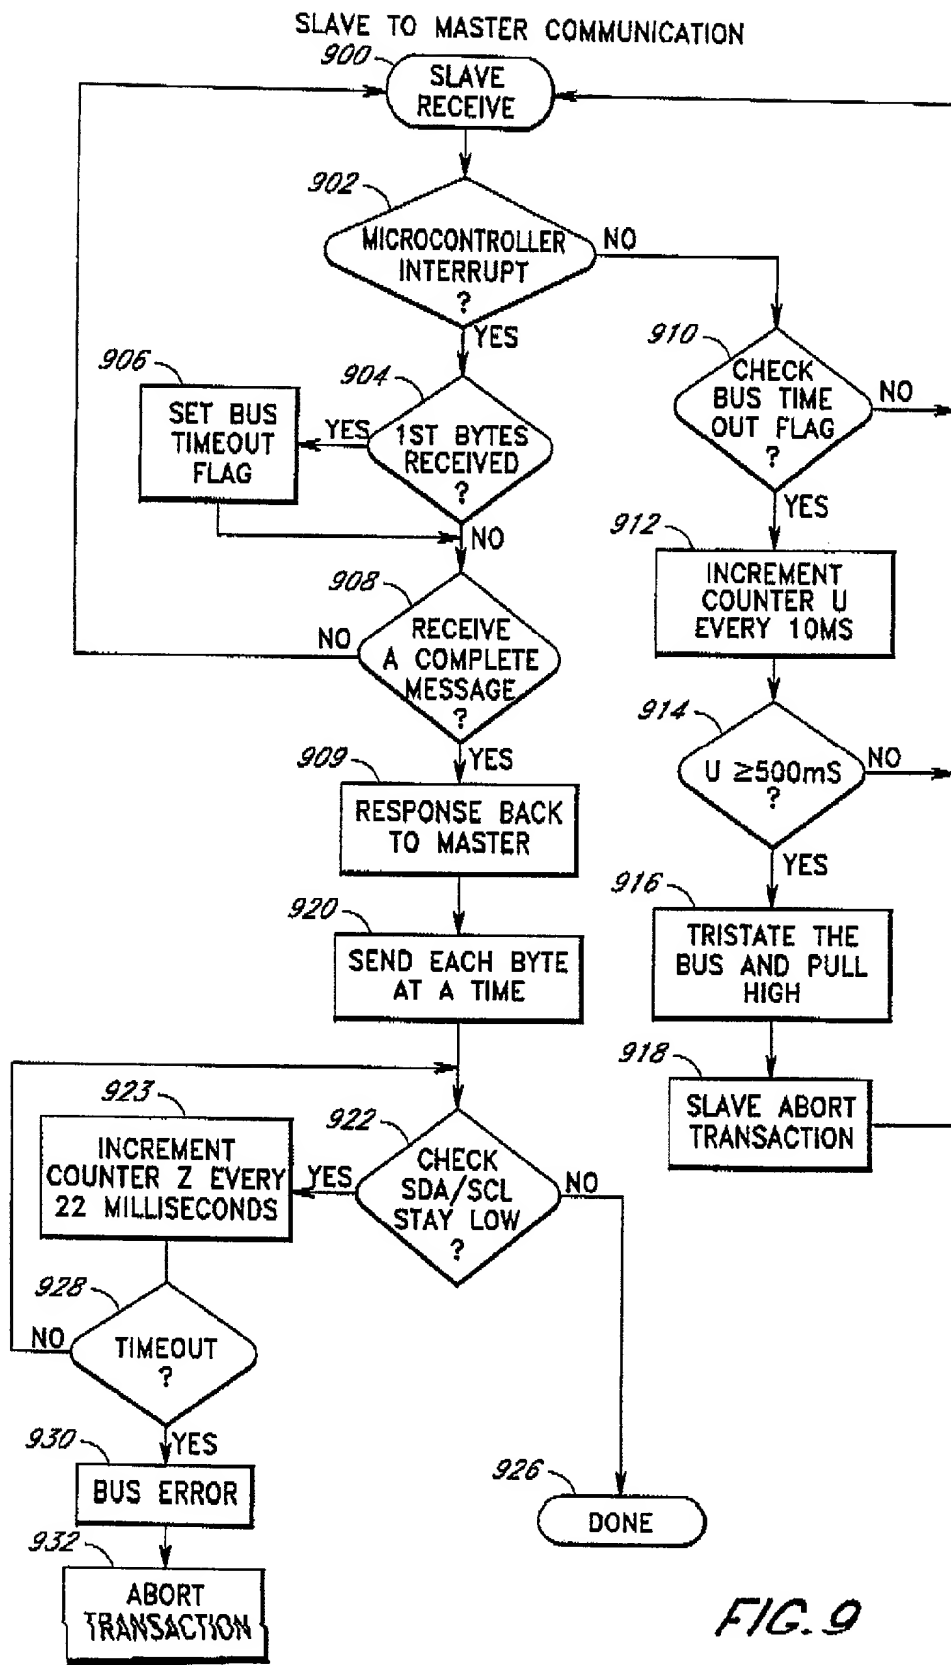 SLAVE TO MASTER COMMUNICATION
900
SLAVE
RECEIVE
902
MICROCONTROLLER
INTERRUPT
?
NO
YES
904
1ST BYTES
RECEIVED
?
YES
NO
906
SET BUS
TIMEOUT
FLAG
908
RECEIVE
A COMPLETE
MESSAGE
?
NO
YES
909
RESPONSE BACK
TO MASTER
920
SEND EACH BYTE
AT A TIME
922
CHECK
SDA/SCL
STAY LOW
?
YES
NO
923
INCREMENT
COUNTER Z EVERY
22 MILLISECONDS
928
TIMEOUT
?
NO
YES
930
BUS ERROR
932
ABORT
TRANSACTION
926
DONE
910
CHECK
BUS TIME
OUT FLAG
?
NO
YES
912
INCREMENT
COUNTER U
EVERY 10MS
914
U ≥500mS
?
NO
YES
916
TRISTATE THE
BUS AND PULL
HIGH
918
SLAVE ABORT
TRANSACTION
FIG. 9